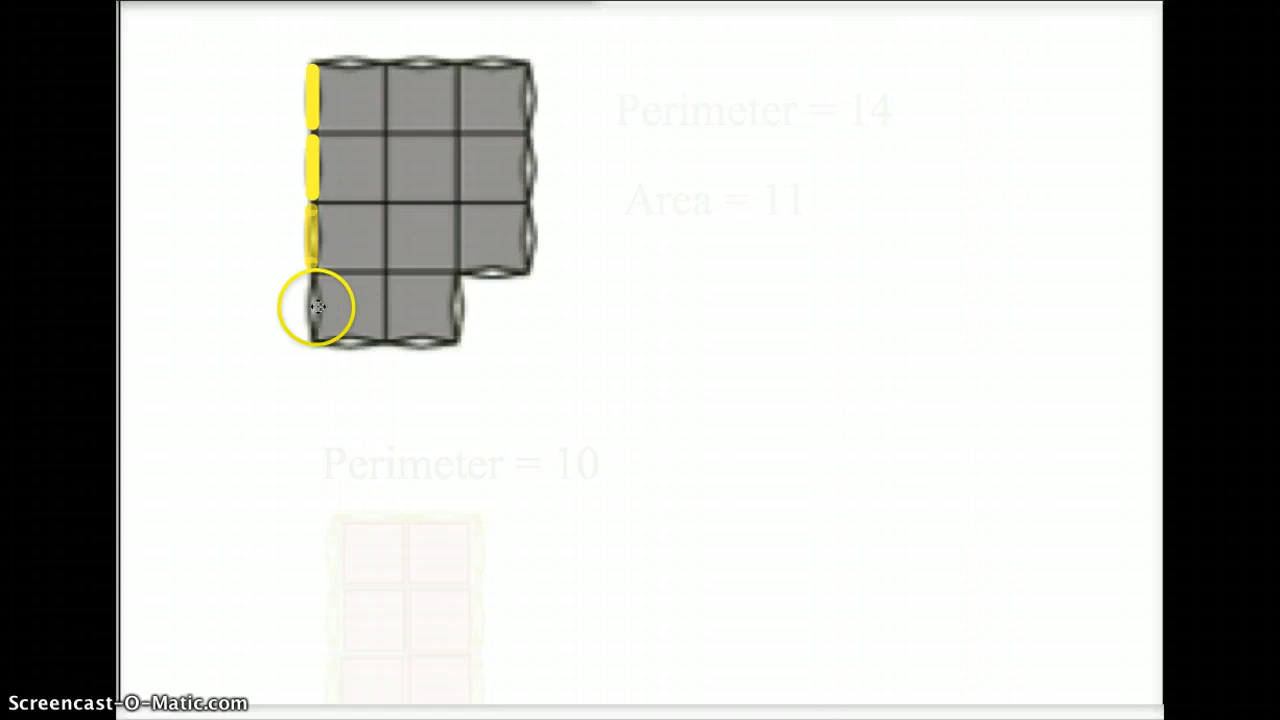 Perimeter = 14
Area = 11
Perimeter = 10
Screencast-O-Matic.com